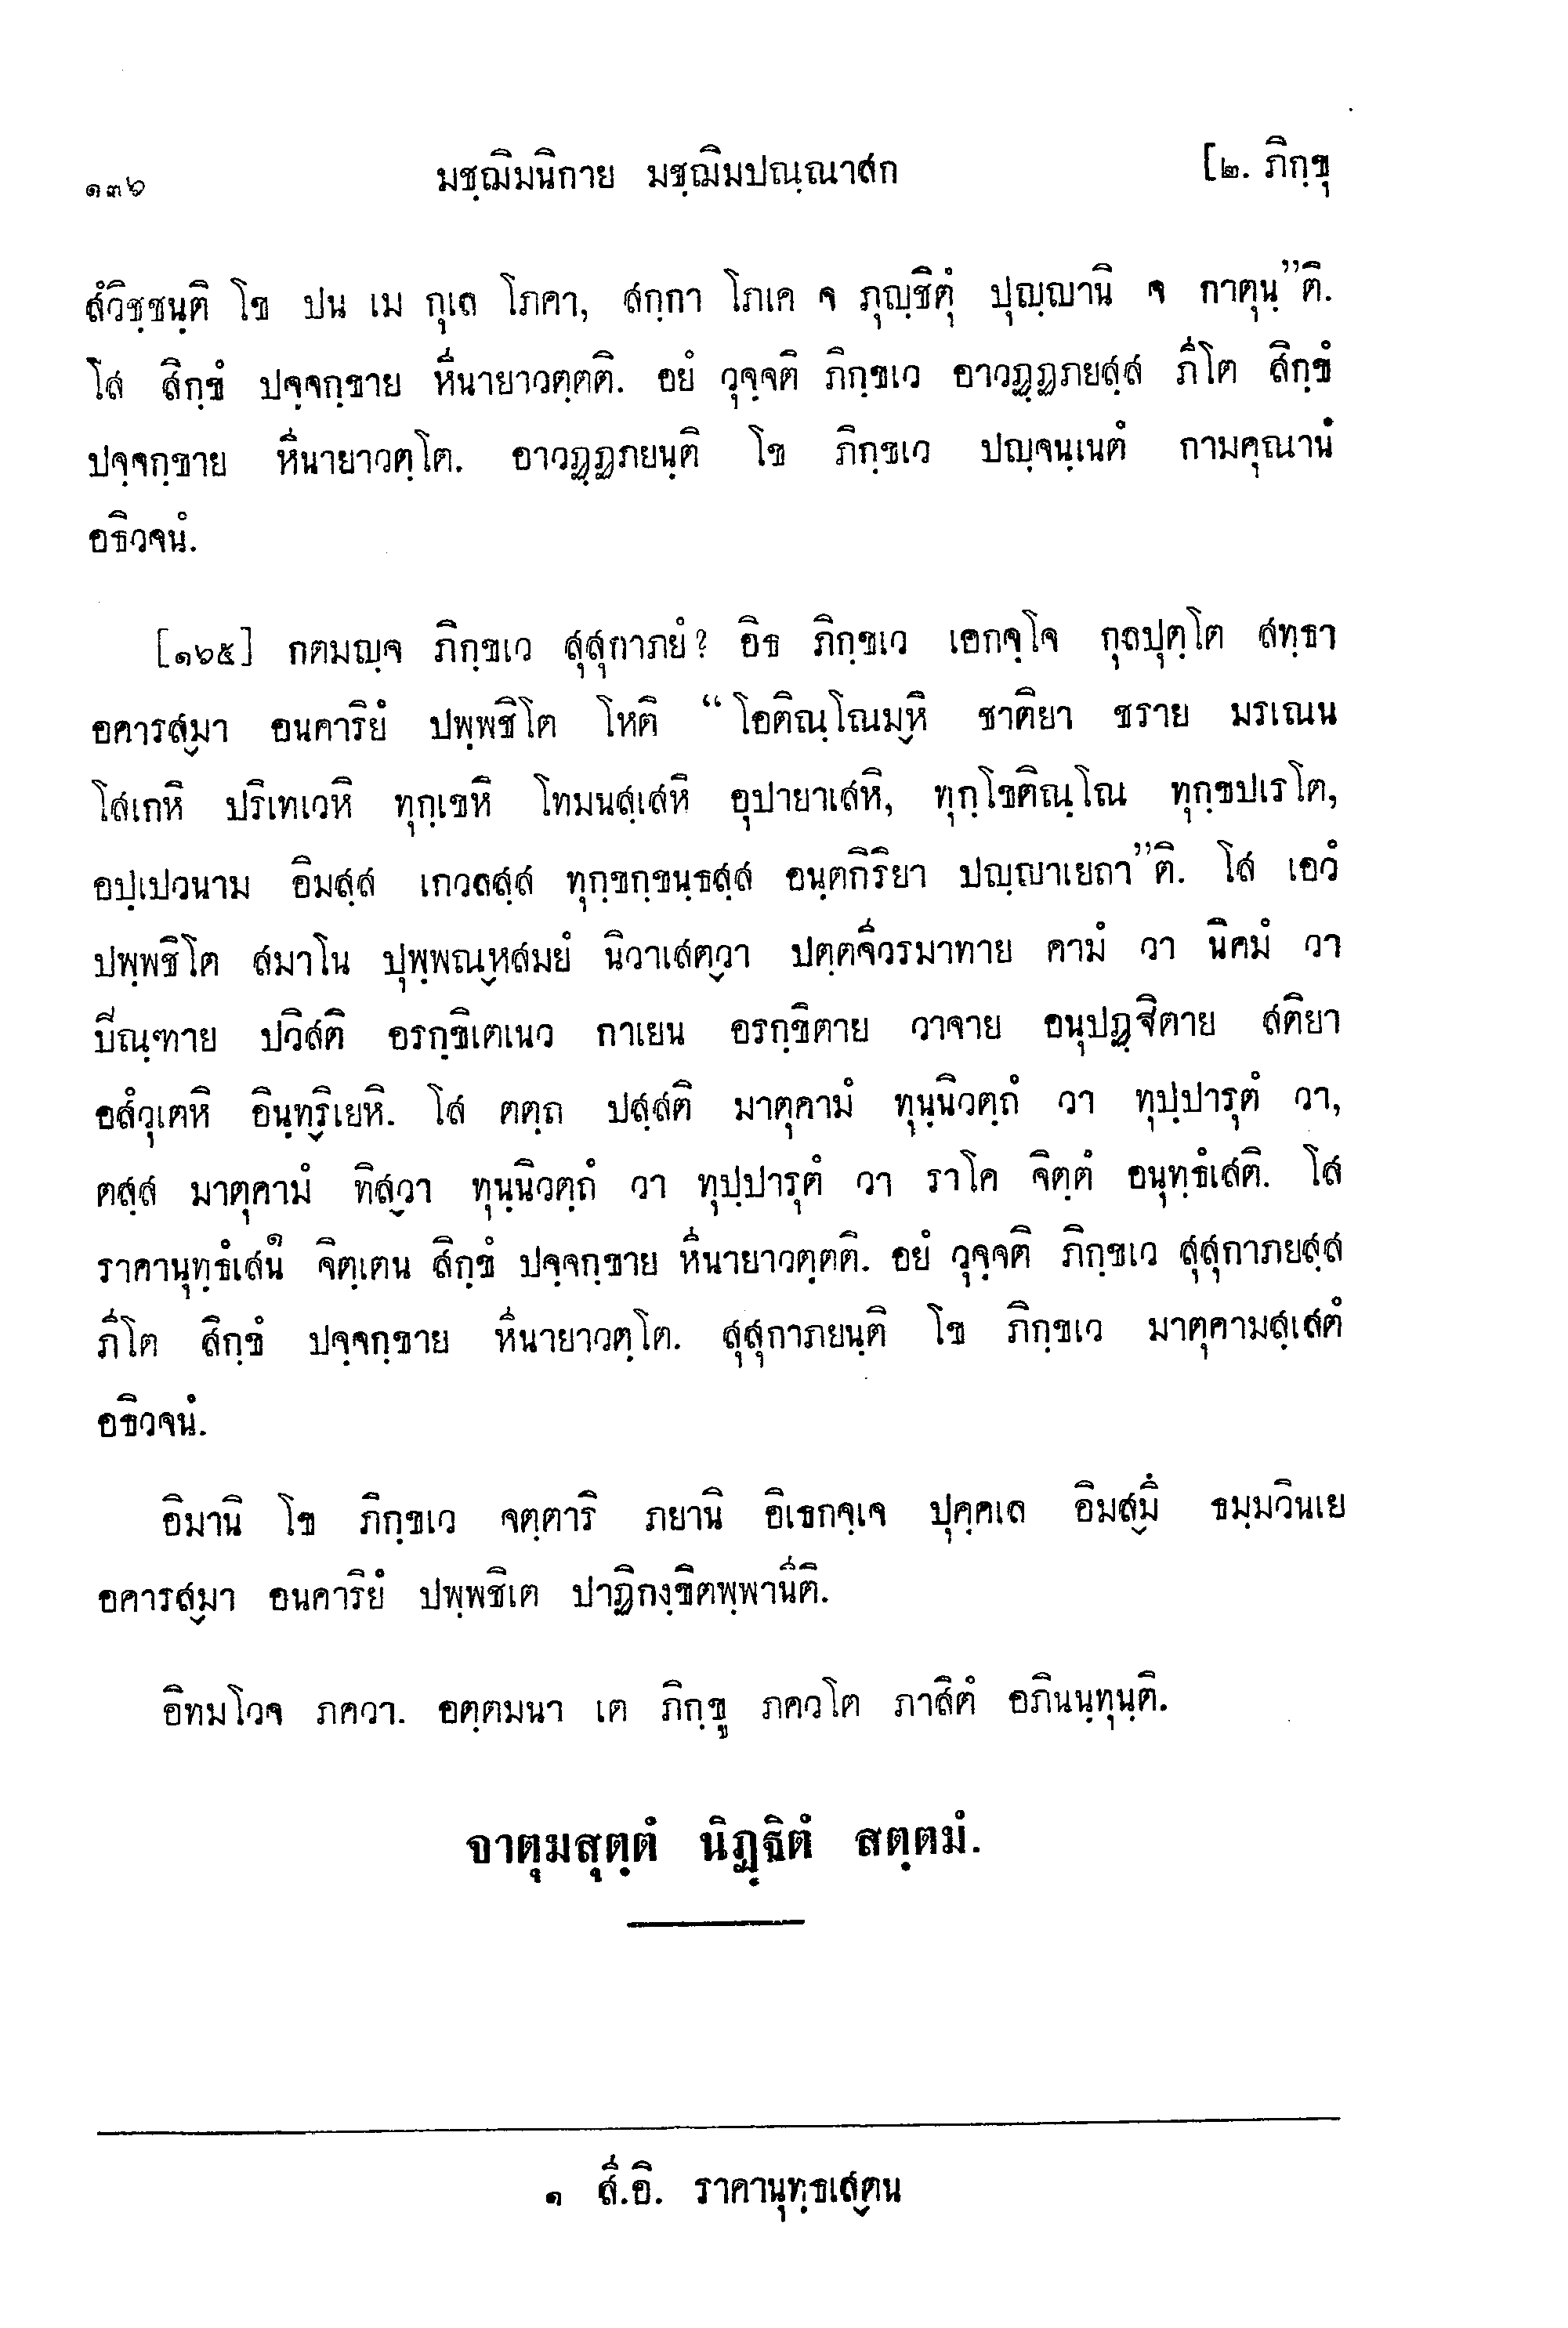 ๑๓๖ มชฺฌิมนิกาย มชฺฌิมปณฺณาสก [๒. ภิกฺขุ
สํวิชฺชนฺติ โข ปน เม กุเล โภคา, สกฺกา โภเค จ ภุญฺชิตุํ ปุญฺญานิ จ กาตุนฺ”ติ.
โส สิกฺขํ ปจฺจกฺขาย หีนายาวตฺตติ. อยํ วุจฺจติ ภิกฺขเว อาวฏฺฏภยสฺส ภีโต สิกฺขํ
ปจฺจกฺขาย หีนายาวตฺโต. อาวฏฺฏภยนฺติ โข ภิกฺขเว ปญฺจนฺเนตํ กามคุณานํ
อธิวจนํ.
[๑๖๕] กตมญฺจ ภิกฺขเว สุสุกาภยํ? อิธ ภิกฺขเว เอกจฺโจ กุลปุตฺโต สทฺธา
อคารสฺมา อนคาริยํ ปพฺพชิโต โหติ “โอติณฺโณมฺหิ ชาติยา ชราย มรเณน
โสเกหิ ปริเทเวหิ ทุกฺเขหิ โทมนสฺเสหิ อุปายาเสหิ, ทุกฺโขติณฺโณ ทุกฺขปเรโต,
อปฺเปวนาม อิมสฺส เกวลสฺส ทุกฺขกฺขนฺธสฺส อนฺตกิริยา ปญฺญาเยถา”ติ. โส เอวํ
ปพฺพชิโต สมาโน ปุพฺพณฺหสมยํ นิวาเสตฺวา ปตฺตจีวรมาทาย คามํ วา นิคมํ วา
ปิณฺฑาย ปวิสติ อรกฺขิเตเนว กาเยน อรกฺขิตาย วาจาย อนุปฏฺฐิตาย สติยา
อสํวุเตหิ อินฺทฺริเยหิ. โส ตตฺถ ปสฺสติ มาตุคามํ ทุนฺนิวตฺถํ วา ทุปฺปารุตํ วา,
ตสฺส มาตุคามํ ทิสฺวา ทุนฺนิวตฺถํ วา ทุปฺปารุตํ วา ราโค จิตฺตํ อนุทฺธํเสติ. โส
ราคานุทฺธํเสน๑ จิตฺเตน สิกฺขํ ปจฺจกฺขาย หีนายาวตฺตติ. อยํ วุจฺจติ ภิกฺขเว สุสุกาภยสฺส
ภีโต สิกฺขํ ปจฺจกฺขาย หีนายาวตฺโต. สุสุกาภยนฺติ โข ภิกฺขเว มาตุคามสฺเสตํ
อธิวจนํ.
อิมานิ โข ภิกฺขเว จตฺตาริ ภยานิ อิเธกจฺเจ ปุคฺคเล อิมสฺมึ ธมฺมวินเย
อคารสฺมา อนคาริยํ ปพฺพชิเต ปาฏิกงฺขิตพฺพานีติ.
อิทมโวจ ภควา. อตฺตมนา เต ภิกฺขู ภควโต ภาสิตํ อภินนฺทุนฺติ.
จาตุมสุตฺตํ นิฏฺฐิตํ สตฺตมํ.
๑ สี.อิ. ราคานุทฺธเสฺตน